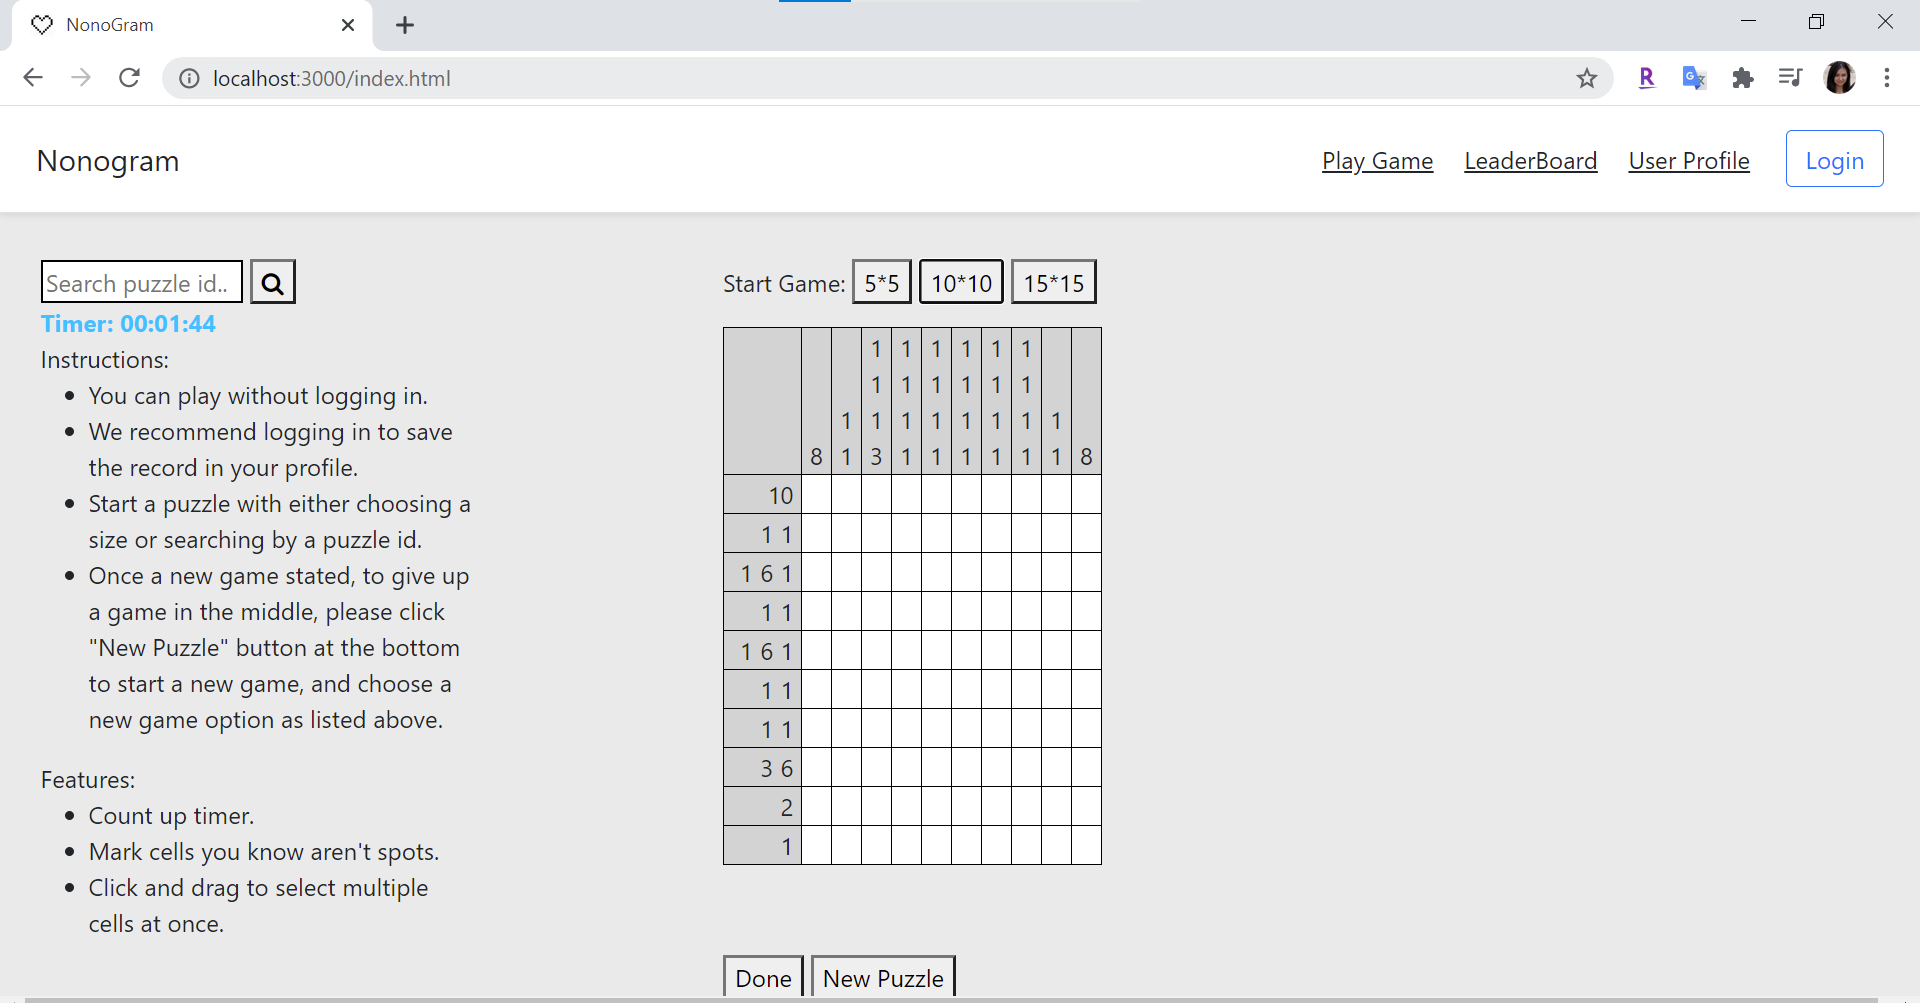 NonoGram
localhost:3000/index.html
Nonogram
Play Game LeaderBoard User Profile Login
Search puzzle id..
Timer: 00:01:44
Instructions:
You can play without logging in.
We recommend logging in to save
the record in your profile.
Start a puzzle with either choosing a
size or searching by a puzzle id.
Once a new game stated, to give up
a game in the middle, please click
"New Puzzle" button at the bottom
to start a new game, and choose a
new game option as listed above.
Features:
Count up timer.
Mark cells you know aren't spots.
Click and drag to select multiple
cells at once.
Start Game: 5*5 10*10 15*15
1 1 1 1 1 1
1 1 1 1 1 1
1 1 1 1 1 1 1 1
8 1 3 1 1 1 1 1 1 8
10
1 1
1 6 1
1 1
1 6 1
1 1
1 1
3 6
2
1
Done New Puzzle